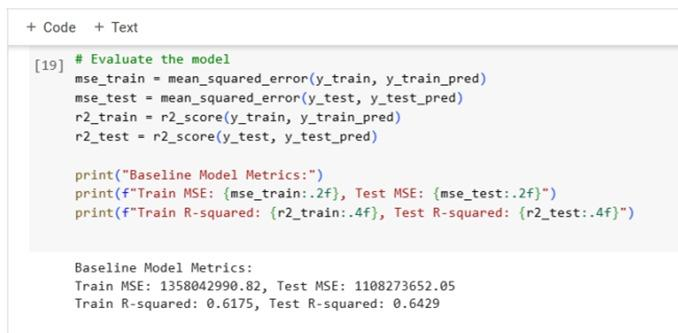 + Code + Text
[19] # Evaluate the model
mse_train = mean_squared_error(y_train, y_train_pred)
mse_test = mean_squared_error(y_test, y_test_pred)
r2_train = r2_score(y_train, y_train_pred)
r2_test = r2_score(y_test, y_test_pred)
print("Baseline Model Metrics:")
print(f"Train MSE: {mse_train:.2f}, Test MSE: {mse_test:.2f}")
print(f"Train R-squared: {r2_train:.4f}, Test R-squared: {r2_test:.4f}")
Baseline Model Metrics:
Train MSE: 1358042990.82, Test MSE: 1108273652.05
Train R-squared: 0.6175, Test R-squared: 0.6429